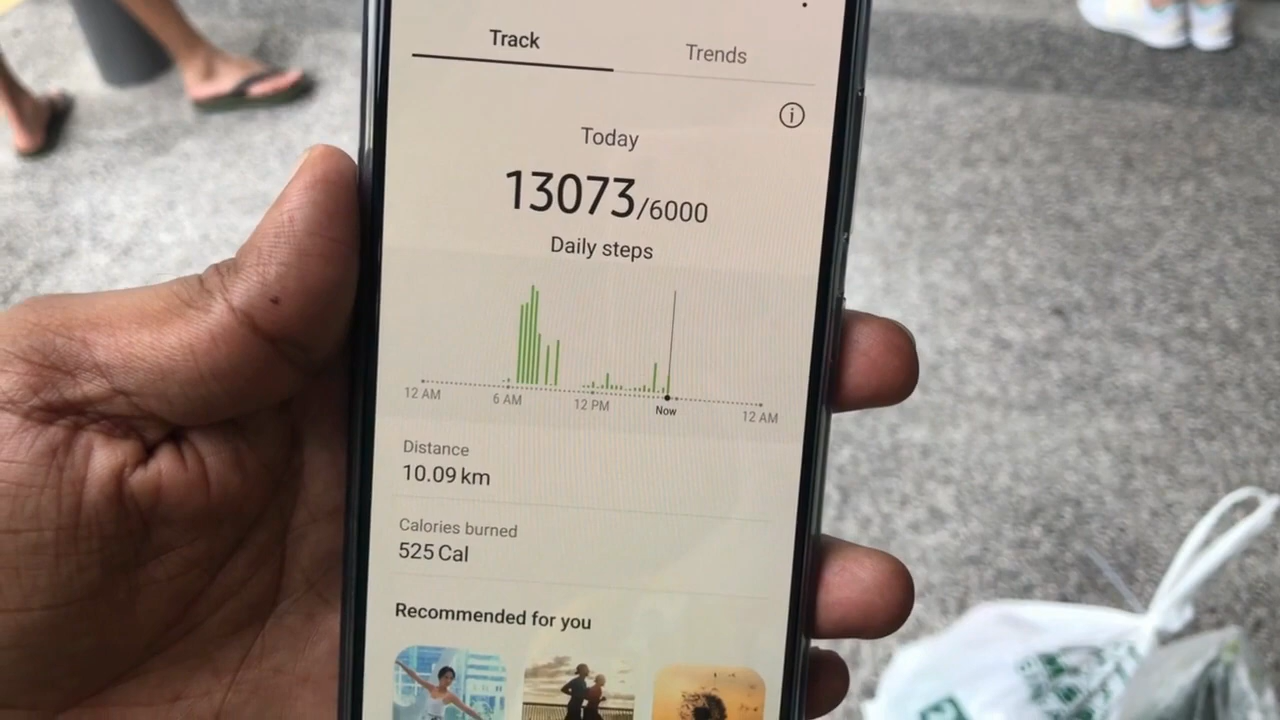 Track Trends
Today
13073/6000
Daily steps
12 AM 6 AM 12 PM Now 12 AM
Distance
10.09 km
Calories burned
525 Cal
Recommended for you